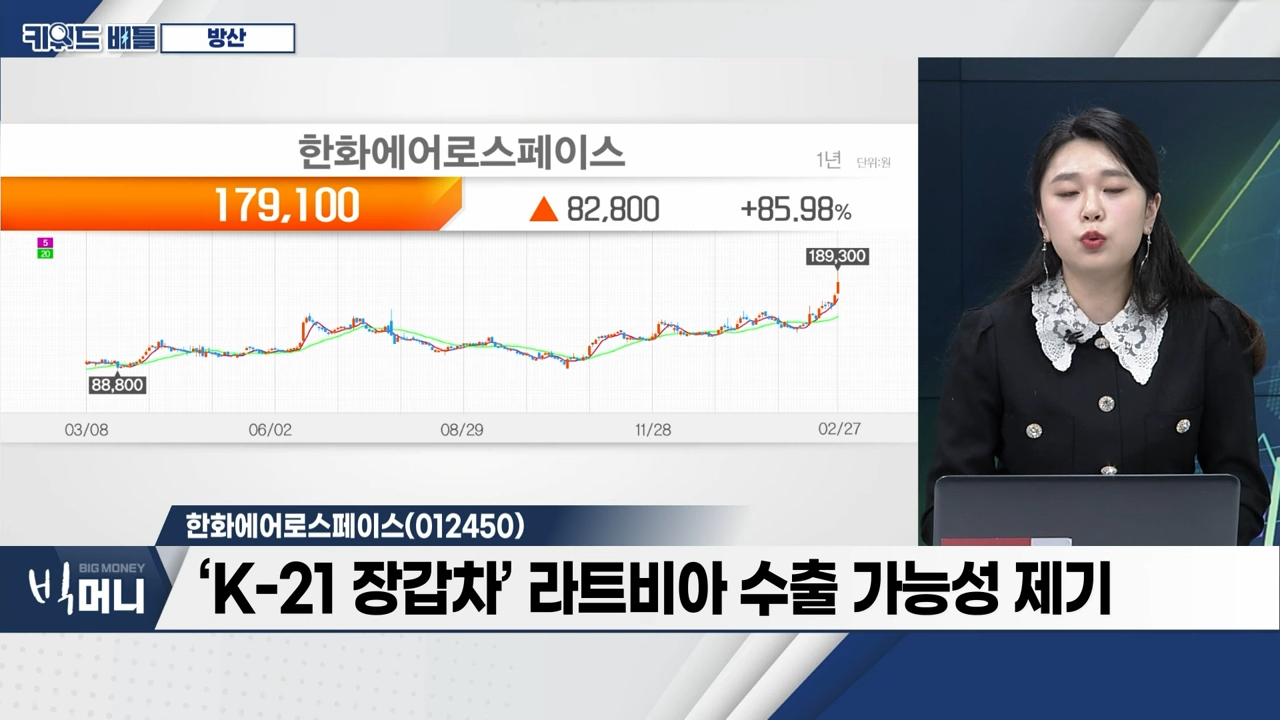 키워드 배틀
방산
한화에어로스페이스
1년 단위:원
179,100 ▲ 82,800 +85.98%
5
20
189,300
88,800
03/08 06/02 08/29 11/28 02/27
한화에어로스페이스(012450)
BIG MONEY
빅머니
‘K-21 장갑차’ 라트비아 수출 가능성 제기